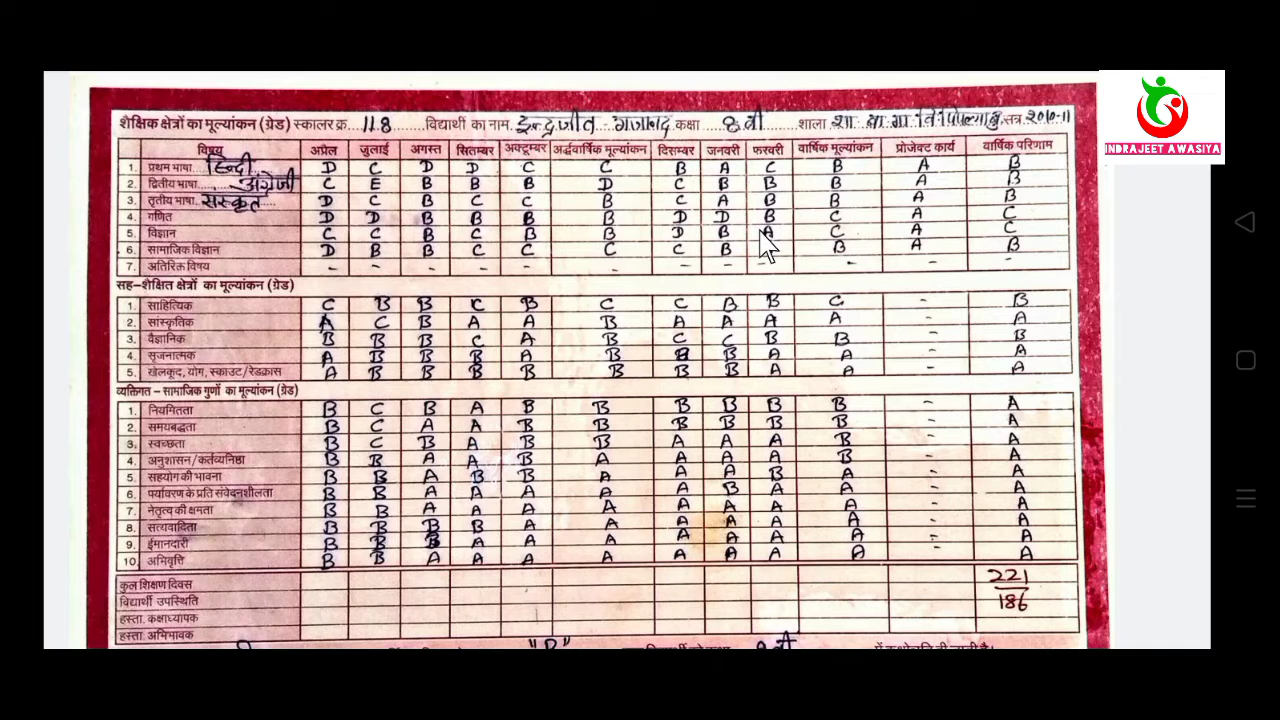 शैक्षिक क्षेत्रों का मूल्यांकन (ग्रेड) स्कालर क्र. 118 विद्यार्थी का नाम. इन्द्रजीत गजानंद कक्षा 8 वी शाला शा. मा. वि. सत्र 2010-11
INDRAJEET AWASIYA
विषय अप्रैल जुलाई अगस्त सितम्बर अक्टूम्बर अर्द्धवार्षिक मूल्यांकन दिसम्बर जनवरी फरवरी वार्षिक मूल्यांकन प्रोजेक्ट कार्य वार्षिक परिणाम
1. प्रथम भाषा हिन्दी D C D D C C B A C B A B
2. द्वितीय भाषा अंग्रेजी C E B B B D C B B B A B
3. तृतीय भाषा संस्कृत D C B C C B C A B B A B
4. गणित D D B B B B D D B C A C
5. विज्ञान C C B C B B D B A C A C
6. सामाजिक विज्ञान D B B C C C C B B A B
7. अतिरिक्त विषय - - - - - - - - - - - -
सह-शैक्षित क्षेत्रों का मूल्यांकन (ग्रेड)
1. साहित्यिक C B B C B C C B B C - B
2. सांस्कृतिक A C B A A B A A A A - A
3. वैज्ञानिक B B B C A B C C B B - B
4. सृजनात्मक A B B B A B B B A A - A
5. खेलकूद, योग, स्काउट/रेडक्रास A B B B B B B B A A - A
व्यक्तिगत - सामाजिक गुणों का मूल्यांकन (ग्रेड)
1. नियमितता B C B A B B B B B B - A
2. समयबद्धता B C A A B B B B B B - A
3. स्वच्छता B C B A B B A A A B - A
4. अनुशासन/कर्तव्यनिष्ठा B B A A B A A A A B - A
5. सहयोग की भावना B B A B B A A A B A - A
6. पर्यावरण के प्रति संवेदनशीलता B B A A A A A B A A - A
7. नेतृत्व की क्षमता B B A A A A A A A A - A
8. सत्यवादिता B B B B A A A A A A - A
9. ईमानदारी B B B A A A A A A A - A
10. अभिवृत्ति B B A A A A A A A A - A
कुल शिक्षण दिवस 221
विद्यार्थी उपस्थिति 186
हस्ता. कक्षाध्यापक
हस्ता. अभिभावक